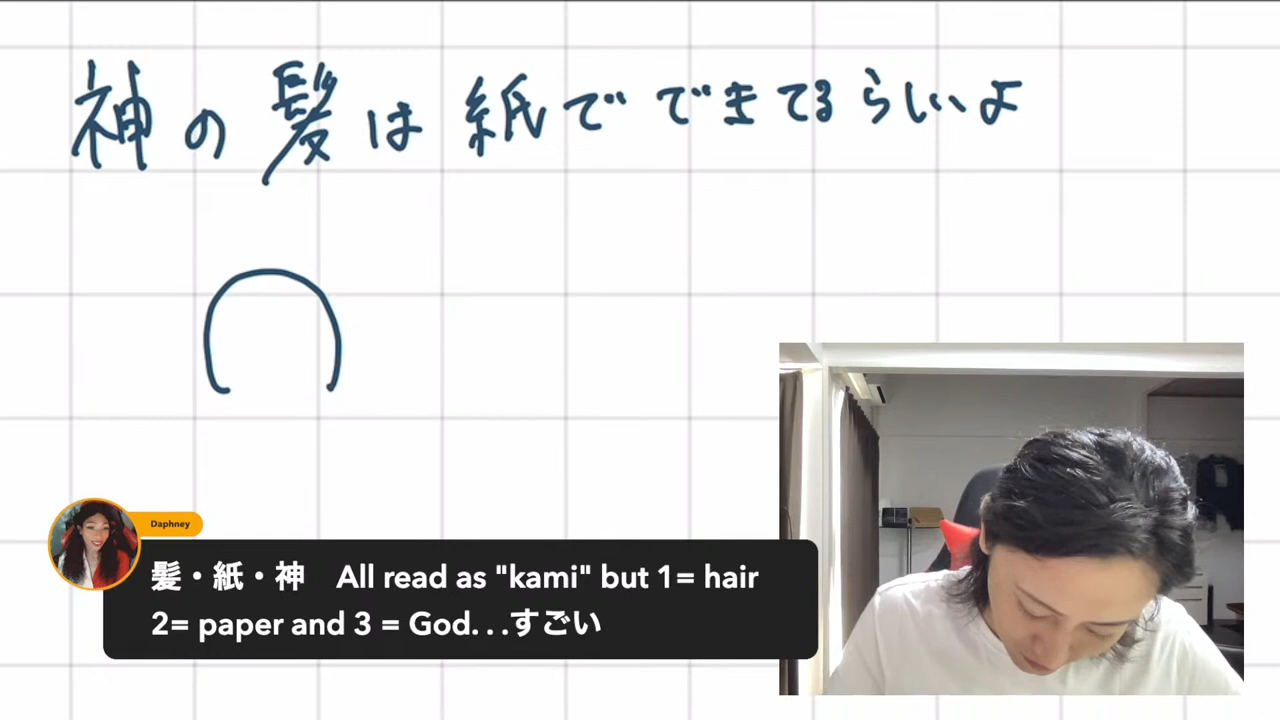 神の髪は紙でできてるらしいよ
Daphney
髪・紙・神　All read as "kami" but 1= hair
2= paper and 3 = God. . .すごい